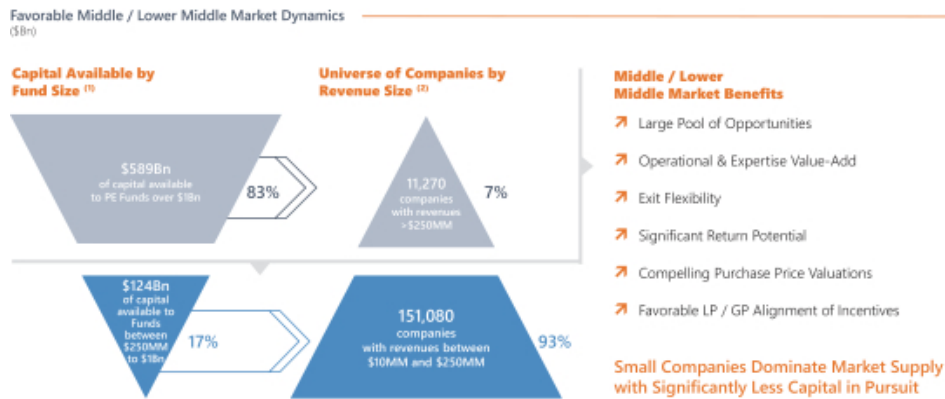 Favorable Middle / Lower Middle Market Dynamics
($Bn)
Capital Available by
Fund Size (1)
$589Bn
of capital available
to PE Funds over $1Bn
83%
Universe of Companies by
Revenue Size (2)
11,270
companies
with revenues
>$250MM
7%
$124Bn
of capital
available to
Funds
between
$250MM
to $1Bn
17%
151,080
companies
with revenues between
$10MM and $250MM
93%
Middle / Lower
Middle Market Benefits
Large Pool of Opportunities
Operational & Expertise Value-Add
Exit Flexibility
Significant Return Potential
Compelling Purchase Price Valuations
Favorable LP / GP Alignment of Incentives
Small Companies Dominate Market Supply
with Significantly Less Capital in Pursuit